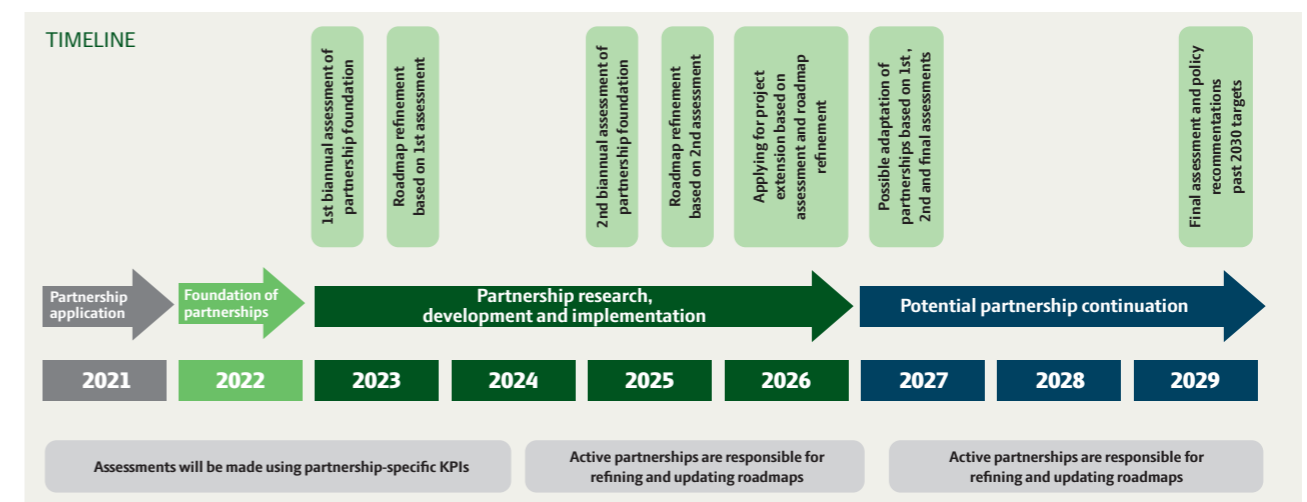 TIMELINE
1st biannual assessment of
partnership foundation
Roadmap refinement
based on 1st assessment
2nd biannual assessment of
partnership foundation
Roadmap refinement
based on 2nd assessment
Applying for project
extension based on
assessment and roadmap
refinement
Possible adaptation of
partnerships based on 1st ,
2nd and final assessments
Final assessment and policy
recommentations
past 2030 targets
Partnership
application
Foundation of
partnerships
Partnership research,
development and implementation
Potential partnership continuation
2021
2022
2023
2024
2025
2026
2027
2028
2029
Assessments will be made using partnership-specific KPIs
Active partnerships are responsible for
refining and updating roadmaps
Active partnerships are responsible for
refining and updating roadmaps